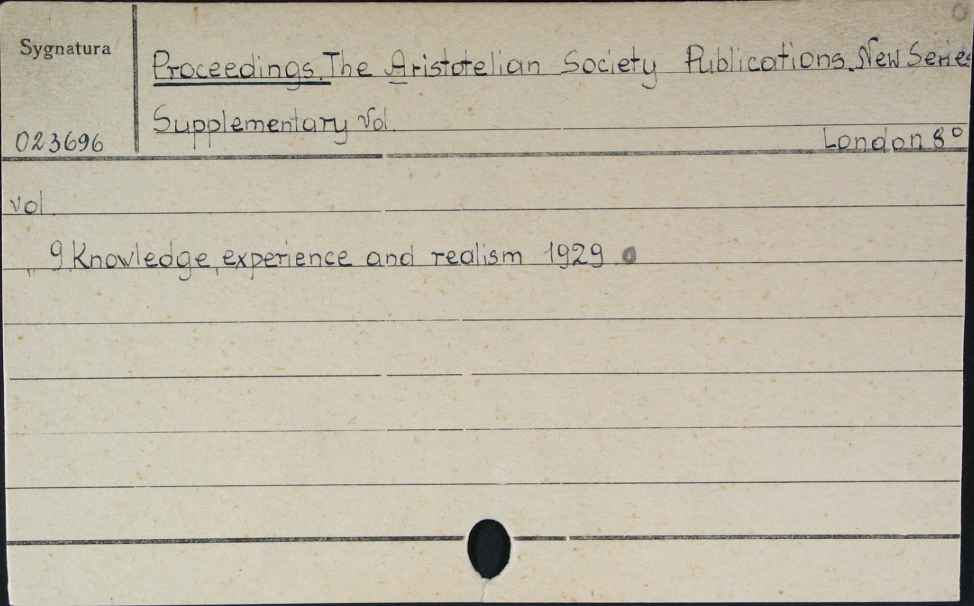 Sygnatura
Proceedings. The Aristotelian Society Publications. New Series
Supplementary Vol.
023696
London 8°
vol.
9. Knowledge, experience and realism 1929